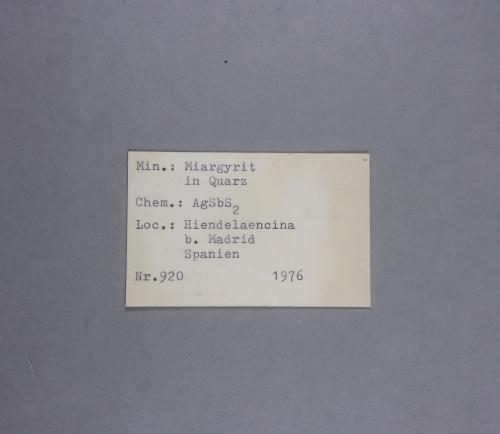 Min.: Miargyrit
in Quarz
Chem.: AgSbS2
Loc.: Hiendelaencina
b. Madrid
Spanien
Nr.920 1976